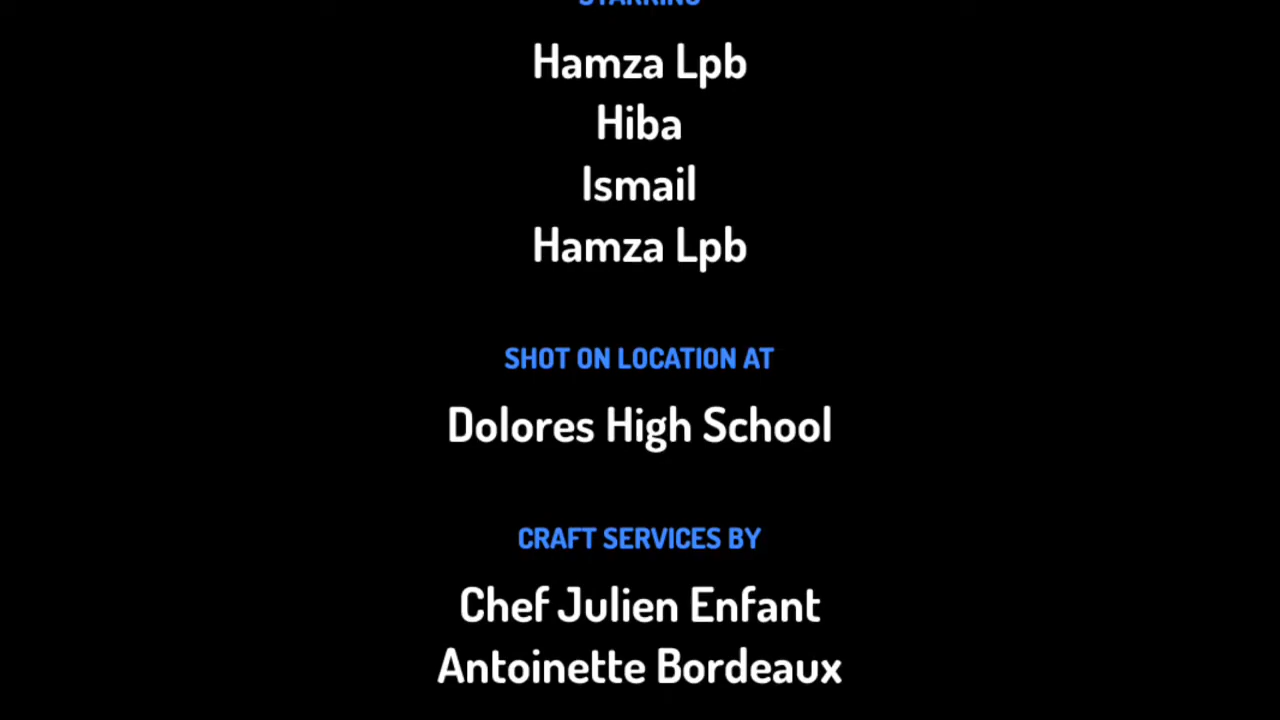 STARRING
Hamza Lpb
Hiba
Ismail
Hamza Lpb
SHOT ON LOCATION AT
Dolores High School
CRAFT SERVICES BY
Chef Julien Enfant
Antoinette Bordeaux